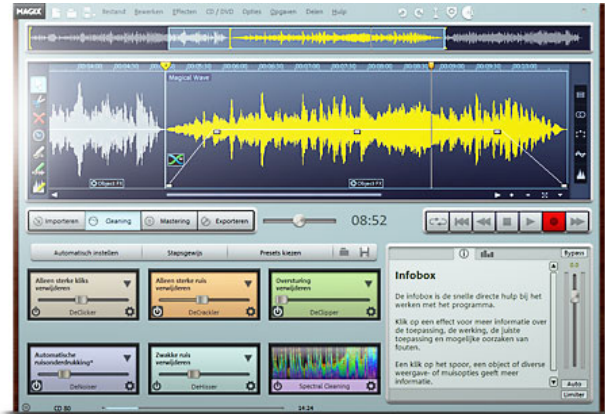 MAGIX
Bestand Bewerken Effecten CD / DVD Opties Opgaven Delen Hulp
Magical Wave
Object FX
Object FX
Importeren Cleaning Mastering Exporteren
08:52
Automatisch instellen Stapsgewijs Presets kiezen
Alleen sterke kliks
verwijderen
DeClicker
Alleen sterke ruis
verwijderen
DeCrackler
Oversturing
verwijderen
DeClipper
Automatische
ruisonderdrukking*
DeNoiser
Zwakke ruis
verwijderen
DeHisser
Spectral Cleaning
Bypass
0.0
Infobox
De infobox is de snelle directe hulp bij het
werken met het programma.
Klik op een effect voor meer informatie over
de toepassing, de werking, de juiste
toepassing en mogelijke oorzaken van
fouten.
Een klik op het spoor, een object of diverse
weergave- of muisopties geeft meer
informatie.
Auto
Limiter
CD 80
14:24